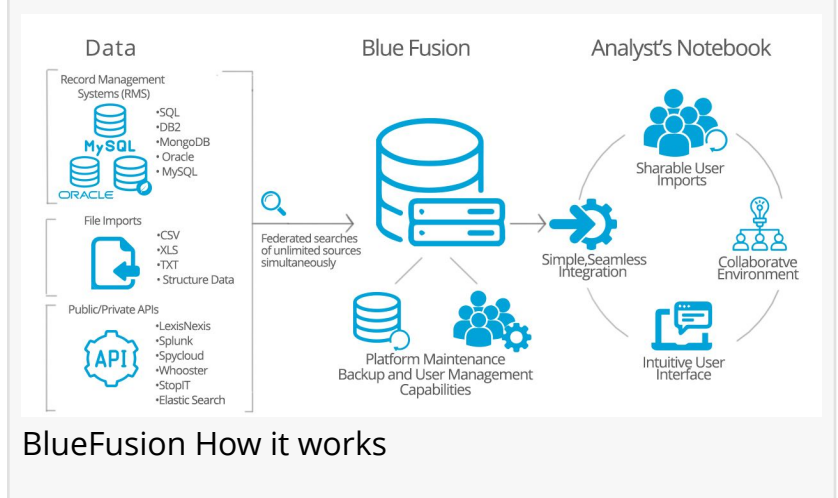 Data
Record Management
Systems (RMS)
MySQL
ORACLE
•SQL
•DB2
•MongoDB
• Oracle
• MySQL
File Imports
•CSV
•XLS
•TXT
• Structure Data
Public/Private APIs
API
•LexisNexis
•Splunk
•Spycloud
•Whooster
•StopIT
•Elastic Search
Federated searches
of unlimited sources
simultaneously
Blue Fusion
Platform Maintenance
Backup and User Management
Capabilities
Analyst's Notebook
Sharable User
Imports
Simple,Seamless
Integration
Collaboratve
Environment
Intuitive User
Interface
BlueFusion How it works